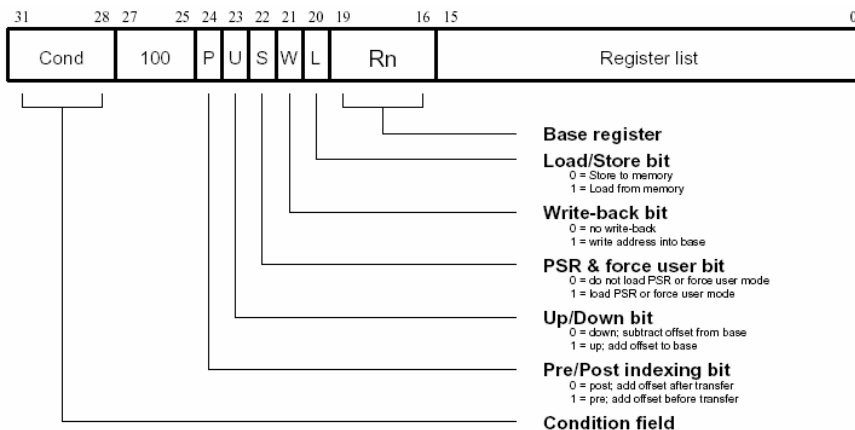 31 28 27 25 24 23 22 21 20 19 16 15 0
Cond 100 P U S W L Rn Register list
Base register
Load/Store bit
0 = Store to memory
1 = Load from memory
Write-back bit
0 = no write-back
1 = write address into base
PSR & force user bit
0 = do not load PSR or force user mode
1 = load PSR or force user mode
Up/Down bit
0 = down; subtract offset from base
1 = up; add offset to base
Pre/Post indexing bit
0 = post; add offset after transfer
1 = pre; add offset before transfer
Condition field